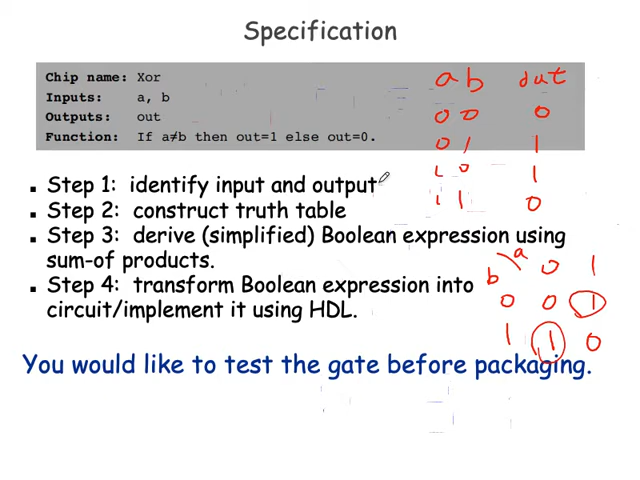 Specification
Chip name: Xor
Inputs: a, b
Outputs: out
Function: If a≠b then out=1 else out=0.
a b out
0 0 0
0 1 1
1 0 1
1 1 0
▪ Step 1: identify input and output
▪ Step 2: construct truth table
▪ Step 3: derive (simplified) Boolean expression using
sum-of products.
▪ Step 4: transform Boolean expression into
circuit/implement it using HDL.
a
b \ 0 1
0 0 1
1 1 0
You would like to test the gate before packaging.